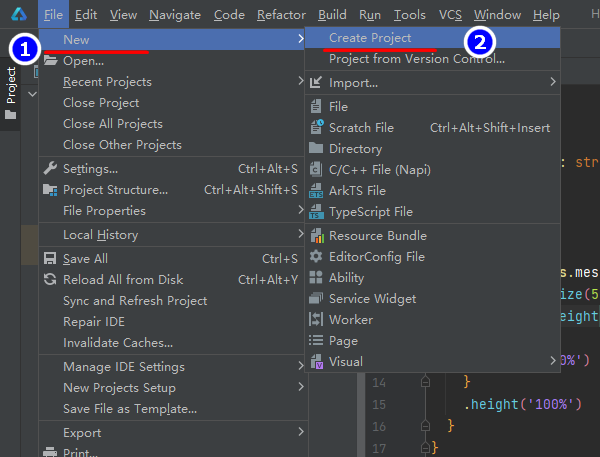 File Edit View Navigate Code Refactor Build Run Tools VCS Window Help
1
New
2
Create Project
Open...
Project from Version Control...
Recent Projects
Import...
Close Project
File
Close All Projects
Scratch File Ctrl+Alt+Shift+Insert
Close Other Projects
Directory
Settings... Ctrl+Alt+S
C/C++ File (Napi)
Project Structure... Ctrl+Alt+Shift+S
ArkTS File
File Properties
TypeScript File
Local History
Resource Bundle
Save All Ctrl+S
EditorConfig File
Reload All from Disk Ctrl+Alt+Y
Ability
Sync and Refresh Project
Service Widget
Repair IDE
Worker
Invalidate Caches...
Page
Manage IDE Settings
Visual
New Projects Setup
Save File as Template...
Export
Print...
Project
: str
s.mes
ize(5
eight
0%')
14 }
15 .height('100%')
16 }
17 }